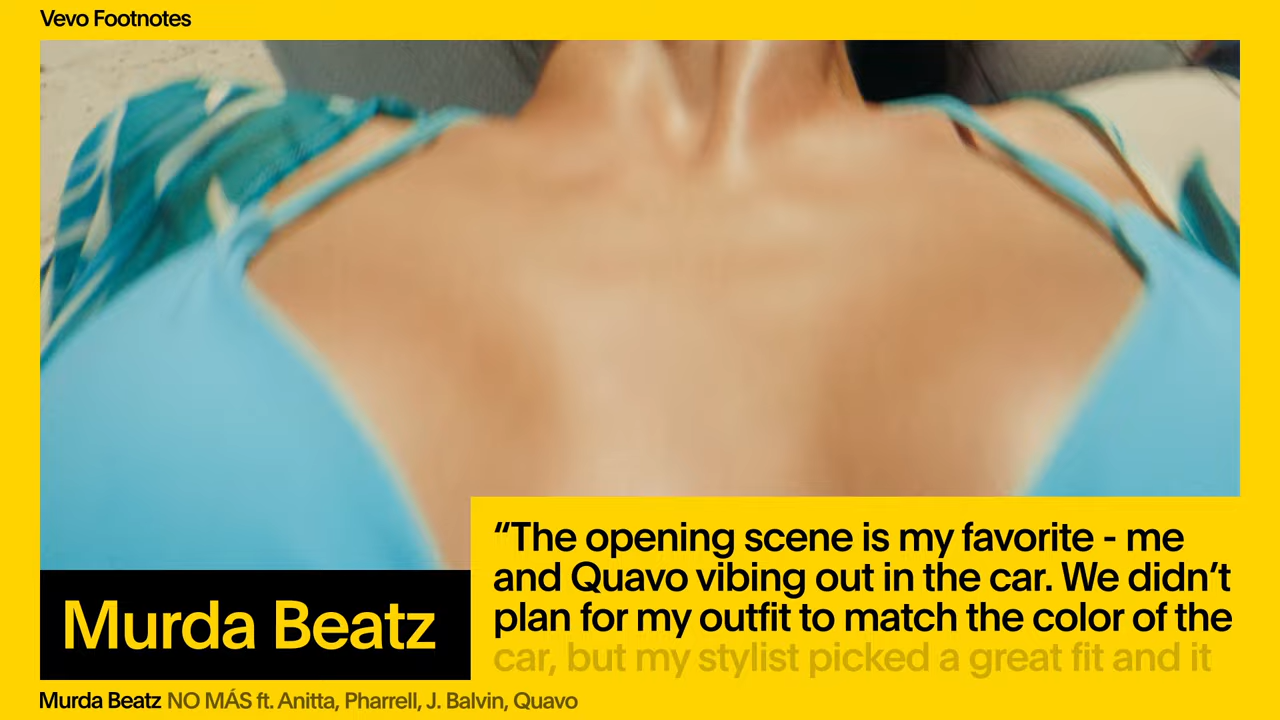 Vevo Footnotes
“The opening scene is my favorite - me
and Quavo vibing out in the car. We didn’t
plan for my outfit to match the color of the
car, but my stylist picked a great fit and it
Murda Beatz
Murda Beatz NO MÁS ft. Anitta, Pharrell, J. Balvin, Quavo